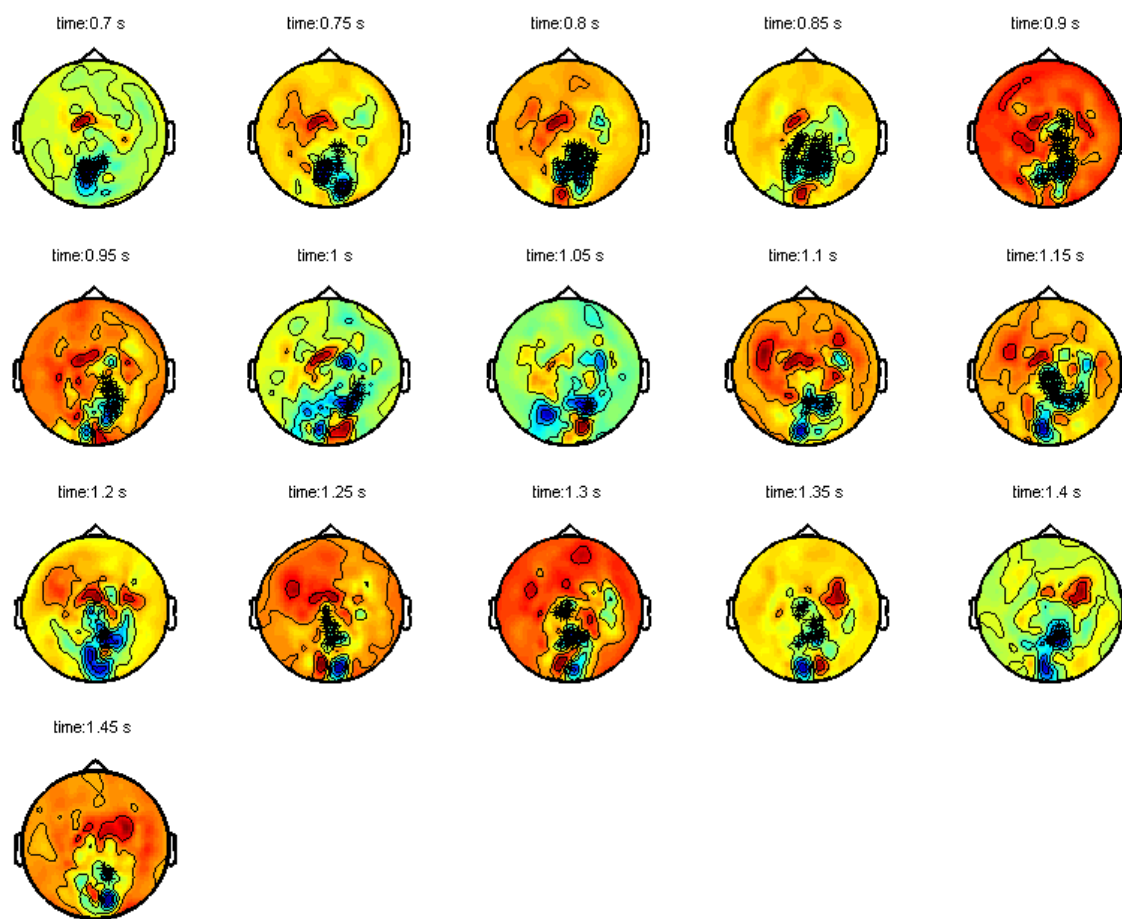 time:0.7 s
time:0.75 s
time:0.8 s
time:0.85 s
time:0.9 s
time:0.95 s
time:1 s
time:1.05 s
time:1.1 s
time:1.15 s
time:1.2 s
time:1.25 s
time:1.3 s
time:1.35 s
time:1.4 s
time:1.45 s